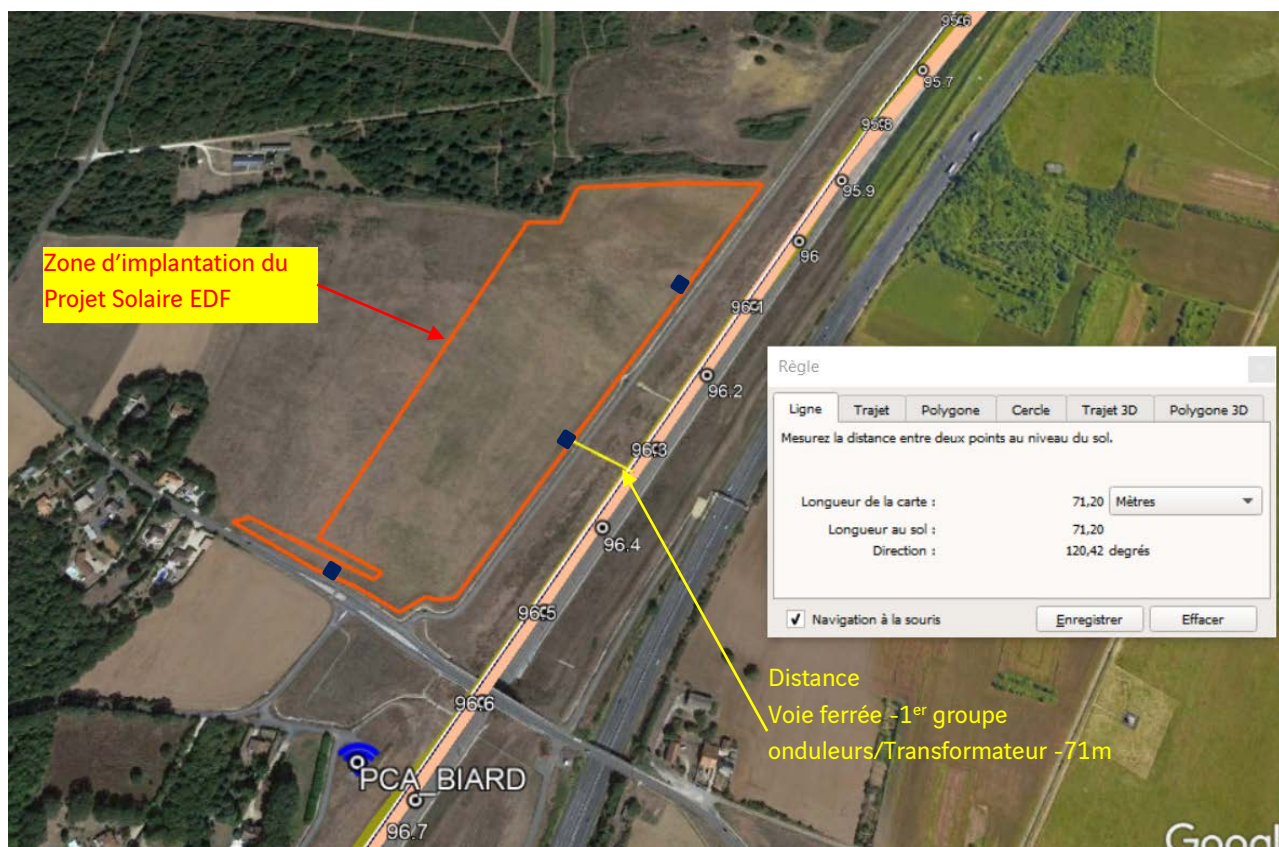 95.6
95.7
95.8
95.9
96
96.1
96.2
96.3
96.4
96.5
96.6
96.7
Zone d’implantation du
Projet Solaire EDF
Règle
Ligne
Trajet
Polygone
Cercle
Trajet 3D
Polygone 3D
Mesurez la distance entre deux points au niveau du sol.
Longueur de la carte :
71,20
Mètres
Longueur au sol :
71,20
Direction :
120,42 degrés
Navigation à la souris
Enregistrer
Effacer
Distance
Voie ferrée -1er groupe
onduleurs/Transformateur -71m
PCA_BIARD
Googl